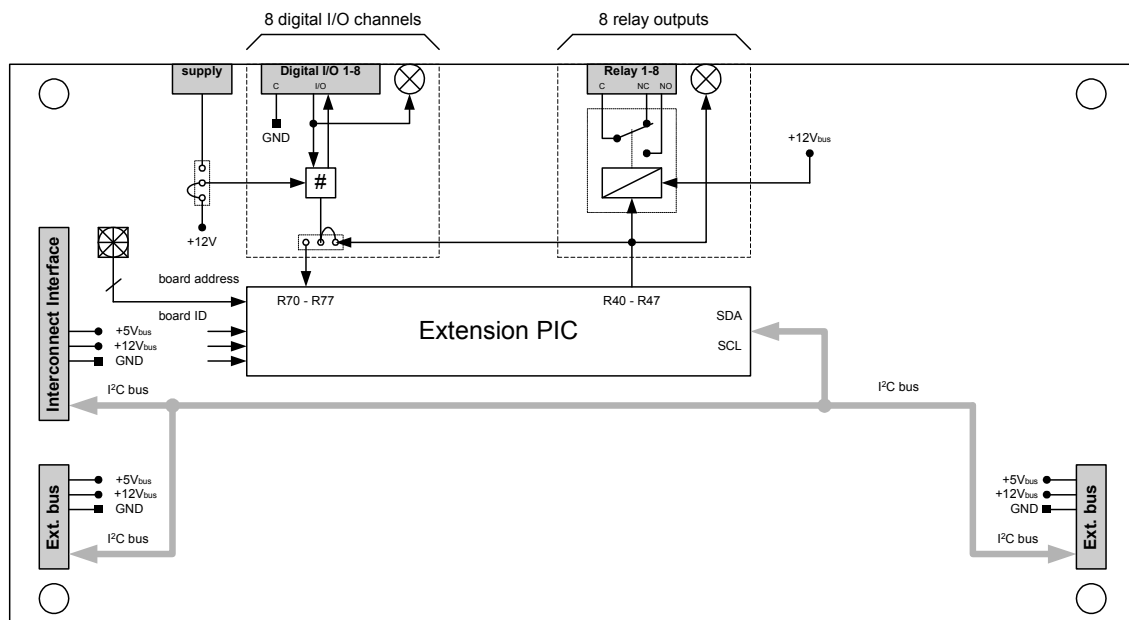 8 digital I/O channels
8 relay outputs
supply
Digital I/O 1-8
C I/O
Relay 1-8
C NC NO
GND
+12Vbus
#
+12V
board address
R70 - R77
R40 - R47
board ID
Extension PIC
SDA
SCL
Interconnect Interface
+5Vbus
+12Vbus
GND
I²C bus
I²C bus
Ext. bus
+5Vbus
+12Vbus
GND
I²C bus
+5Vbus
+12Vbus
GND
I²C bus
Ext. bus